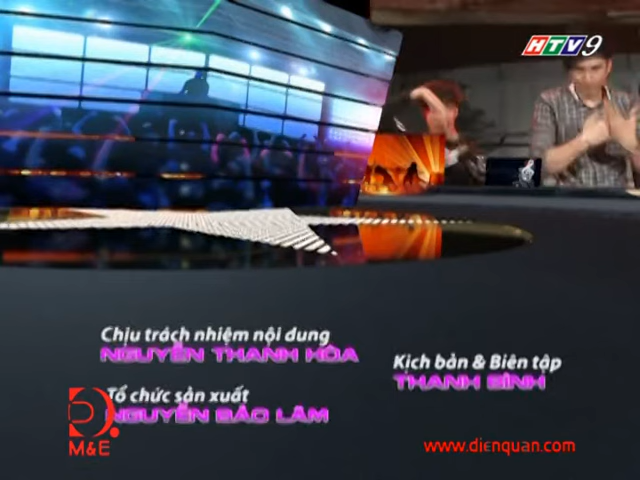 HTV9
Chịu trách nhiệm nội dung
NGUYỄN THANH HÒA
Kịch bản & Biên tập
THANH BÌNH
Tổ chức sản xuất
NGUYỄN BẢO LÂM
M&E
www.dienquan.com